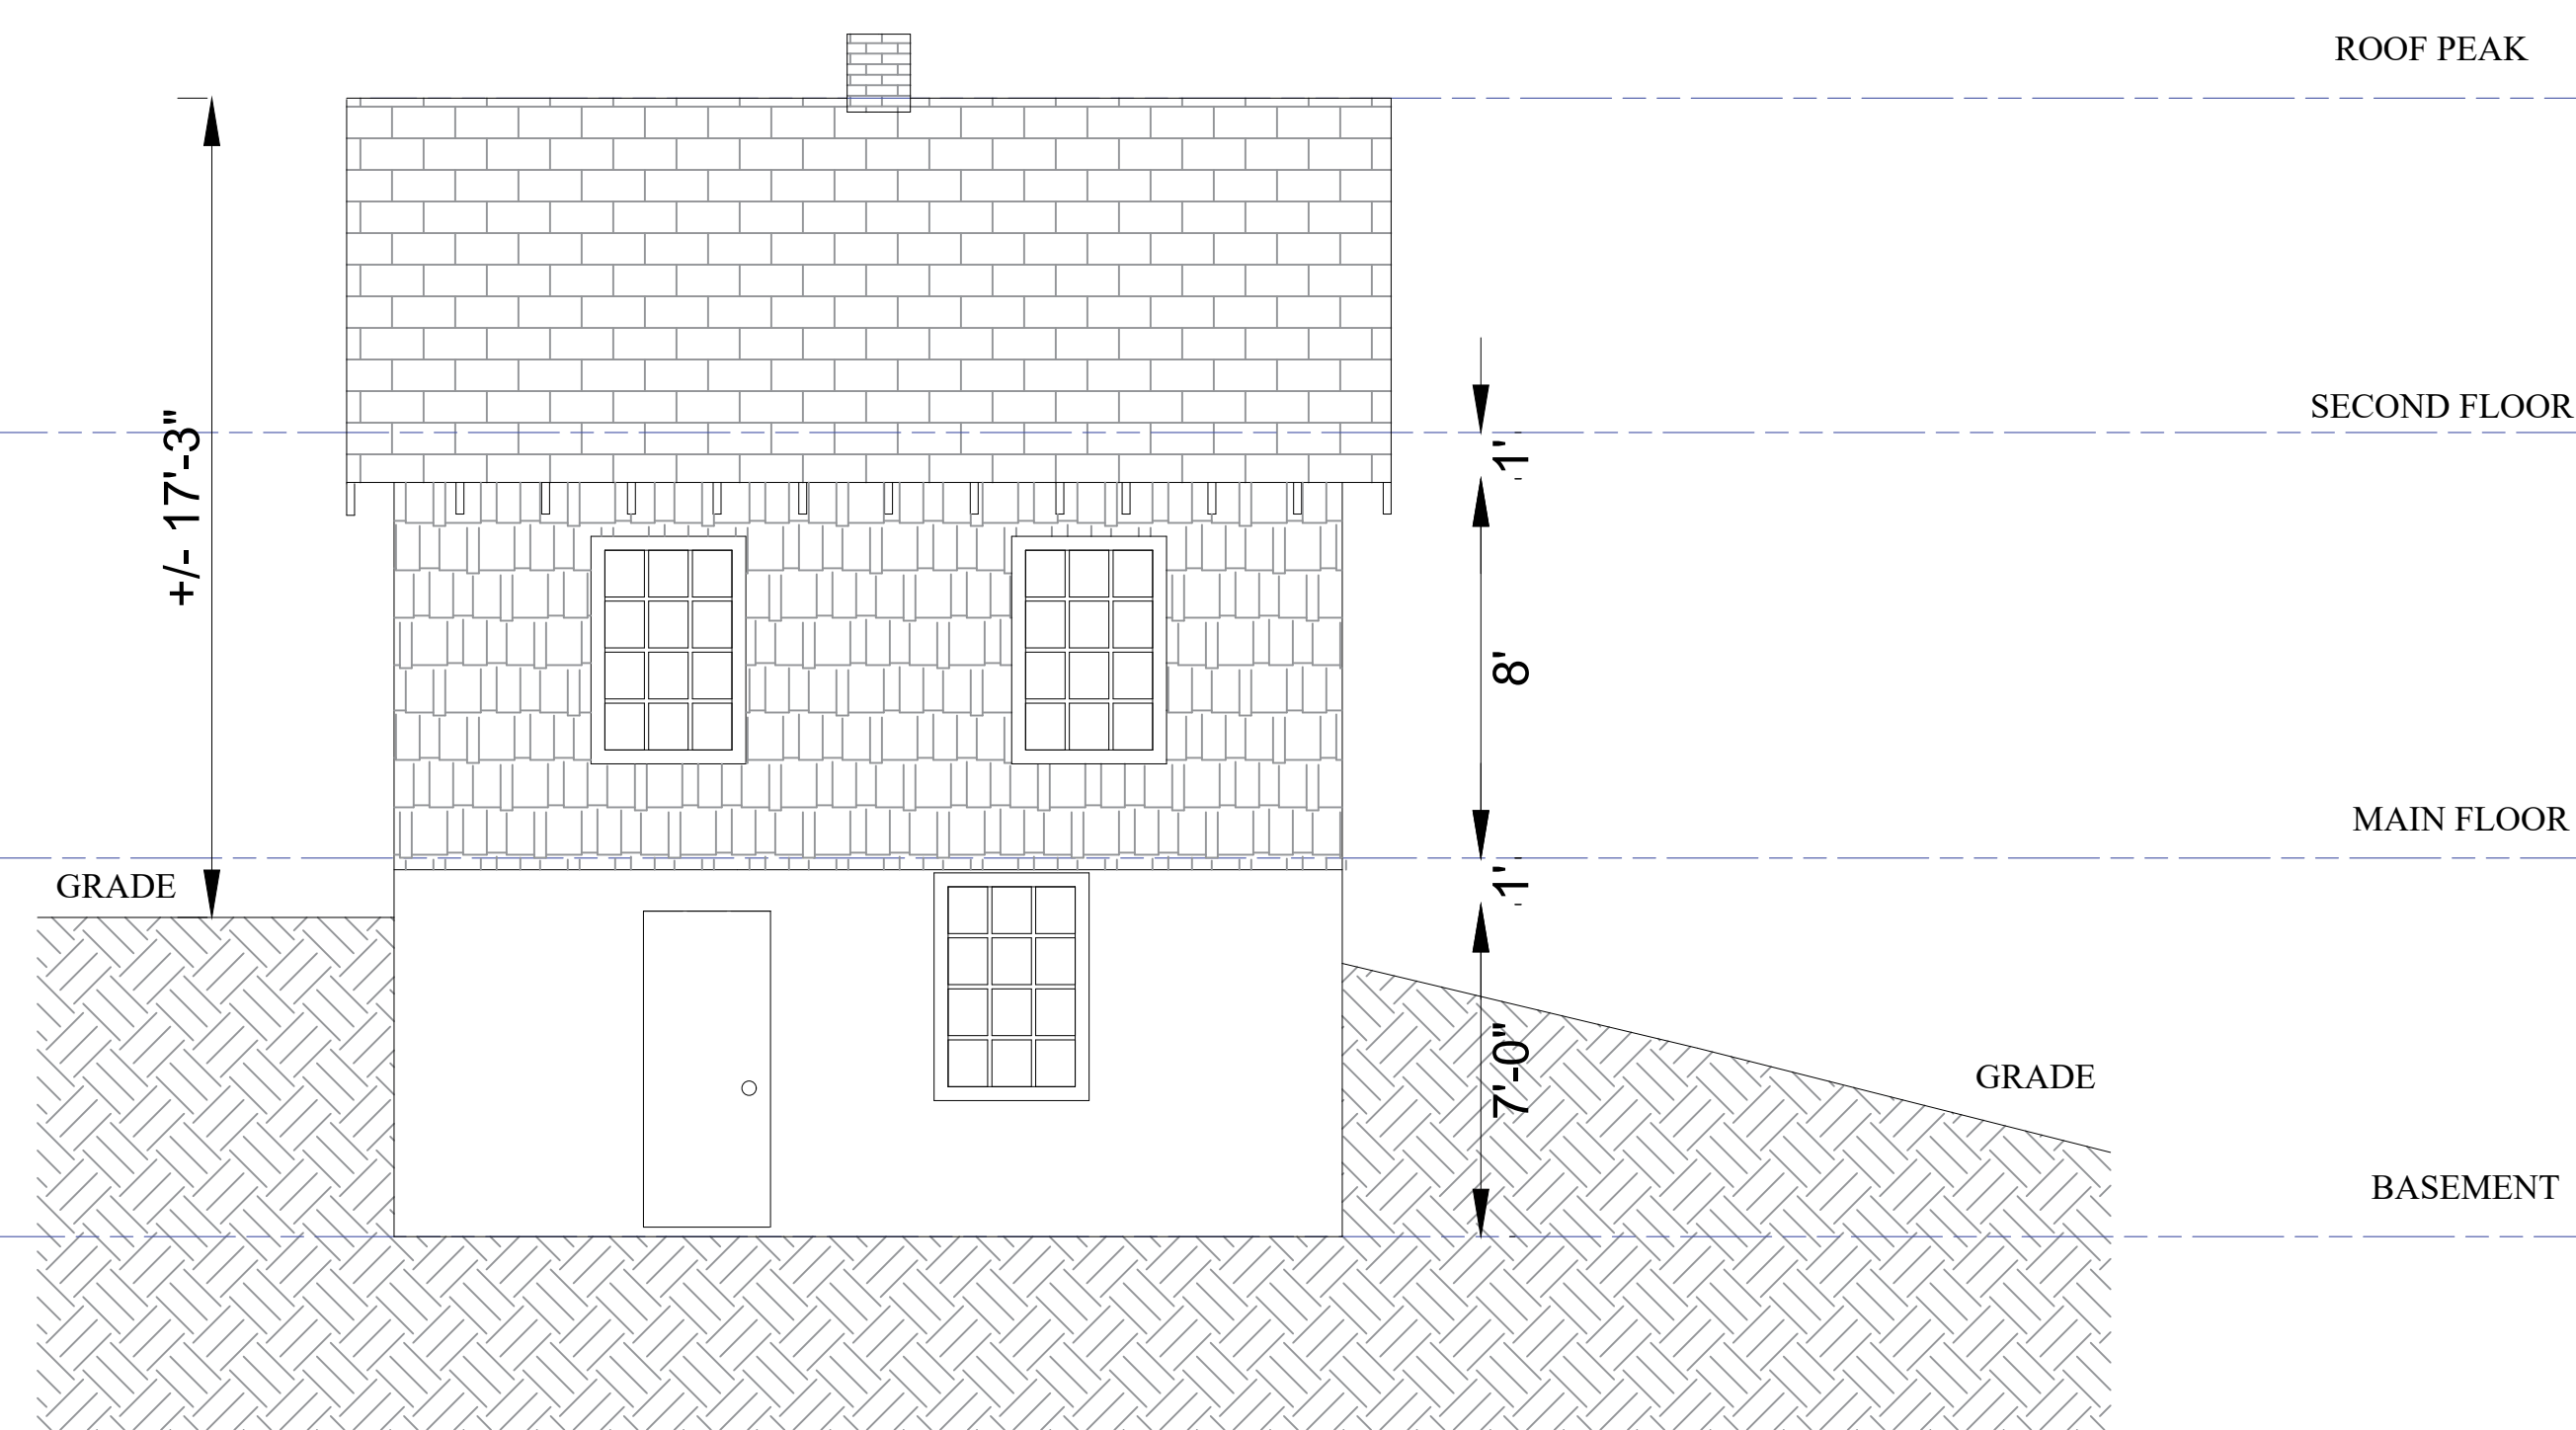 ROOF PEAK
SECOND FLOOR
1'
+/- 17'-3"
8'
MAIN FLOOR
1'
GRADE
7'-0"
GRADE
BASEMENT